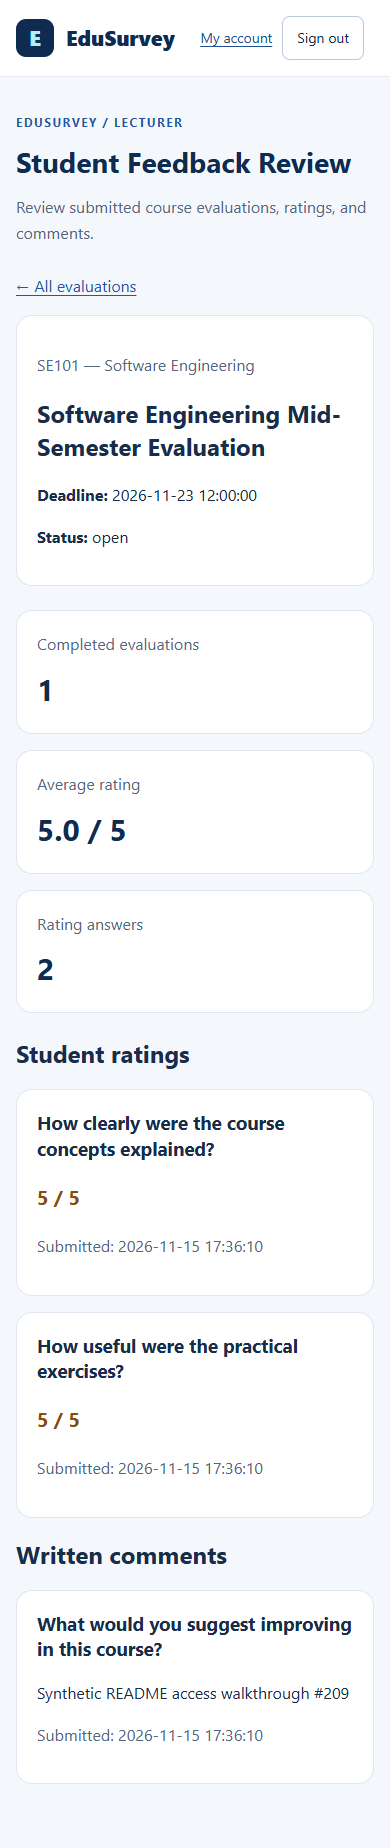 E EduSurvey My account Sign out
EDUSURVEY / LECTURER
Student Feedback Review
Review submitted course evaluations, ratings, and
comments.
← All evaluations
SE101 — Software Engineering
Software Engineering Mid-
Semester Evaluation
Deadline: 2026-11-23 12:00:00
Status: open
Completed evaluations
1
Average rating
5.0 / 5
Rating answers
2
Student ratings
How clearly were the course
concepts explained?
5 / 5
Submitted: 2026-11-15 17:36:10
How useful were the practical
exercises?
5 / 5
Submitted: 2026-11-15 17:36:10
Written comments
What would you suggest improving
in this course?
Synthetic README access walkthrough #209
Submitted: 2026-11-15 17:36:10